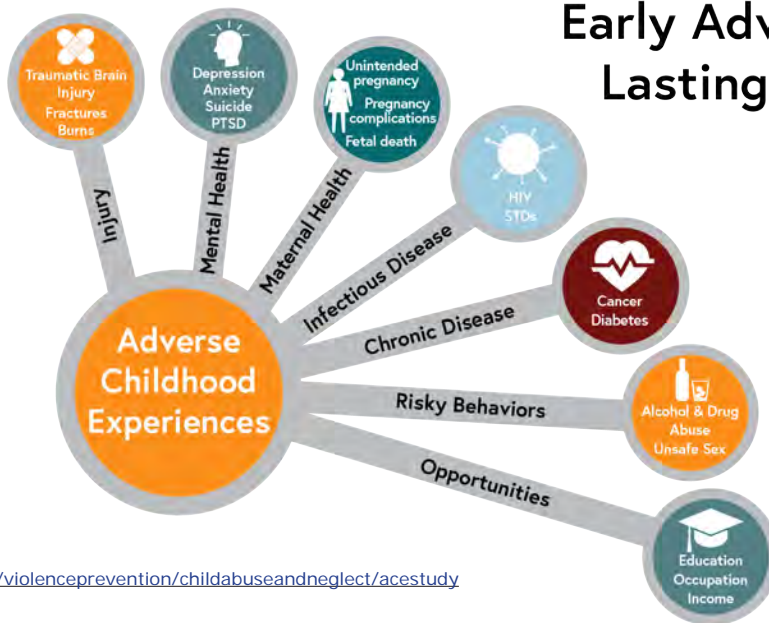 Early Adv
Lasting
Traumatic Brain
Injury
Fractures
Burns
Depression
Anxiety
Suicide
PTSD
Unintended
pregnancy
Pregnancy
complications
Fetal death
HIV
STDs
Cancer
Diabetes
Alcohol & Drug
Abuse
Unsafe Sex
Education
Occupation
Income
Injury
Mental Health
Maternal Health
Infectious Disease
Chronic Disease
Risky Behaviors
Opportunities
Adverse
Childhood
Experiences
/violenceprevention/childabuseandneglect/acestudy